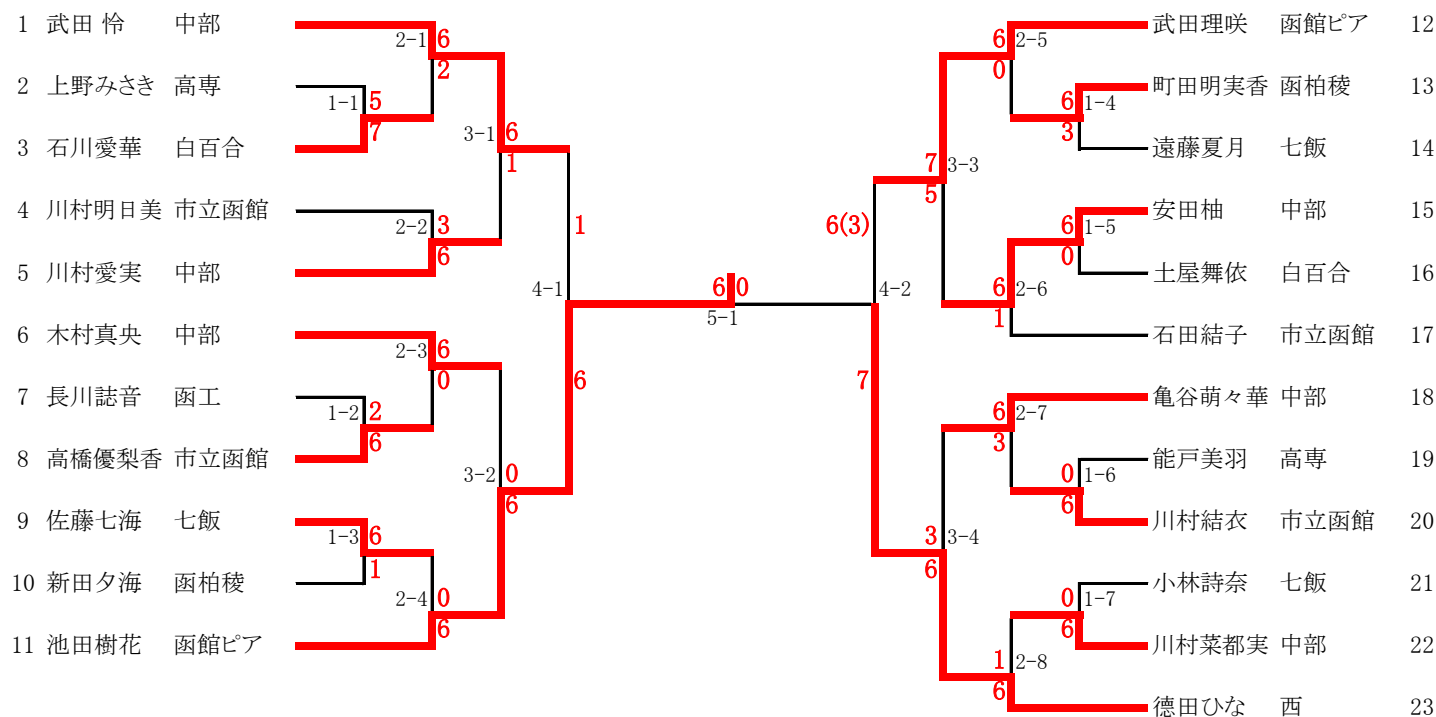 1 武田 怜 中部
2 上野みさき 高専
3 石川愛華 白百合
4 川村明日美 市立函館
5 川村愛実 中部
6 木村真央 中部
7 長川誌音 函工
8 高橋優梨香 市立函館
9 佐藤七海 七飯
10 新田夕海 函柏稜
11 池田樹花 函館ピア
2-1 6
2
1-1 5
7
3-1 6
1
2-2 3
6
1
4-1
2-3 6
0
6
1-2 2
6
3-2 0
6
1-3 6
1
2-4 0
6
6 0
5-1
6 2-5
0
6 1-4
3
7 3-3
5
6 1-5
0
6(3)
4-2
6 2-6
1
7
6 2-7
3
0 1-6
6
3 3-4
6
0 1-7
6
1 2-8
6
武田理咲 函館ピア 12
町田明実香 函柏稜 13
遠藤夏月 七飯 14
安田柚 中部 15
土屋舞依 白百合 16
石田結子 市立函館 17
亀谷萌々華 中部 18
能戸美羽 高専 19
川村結衣 市立函館 20
小林詩奈 七飯 21
川村菜都実 中部 22
德田ひな 西 23